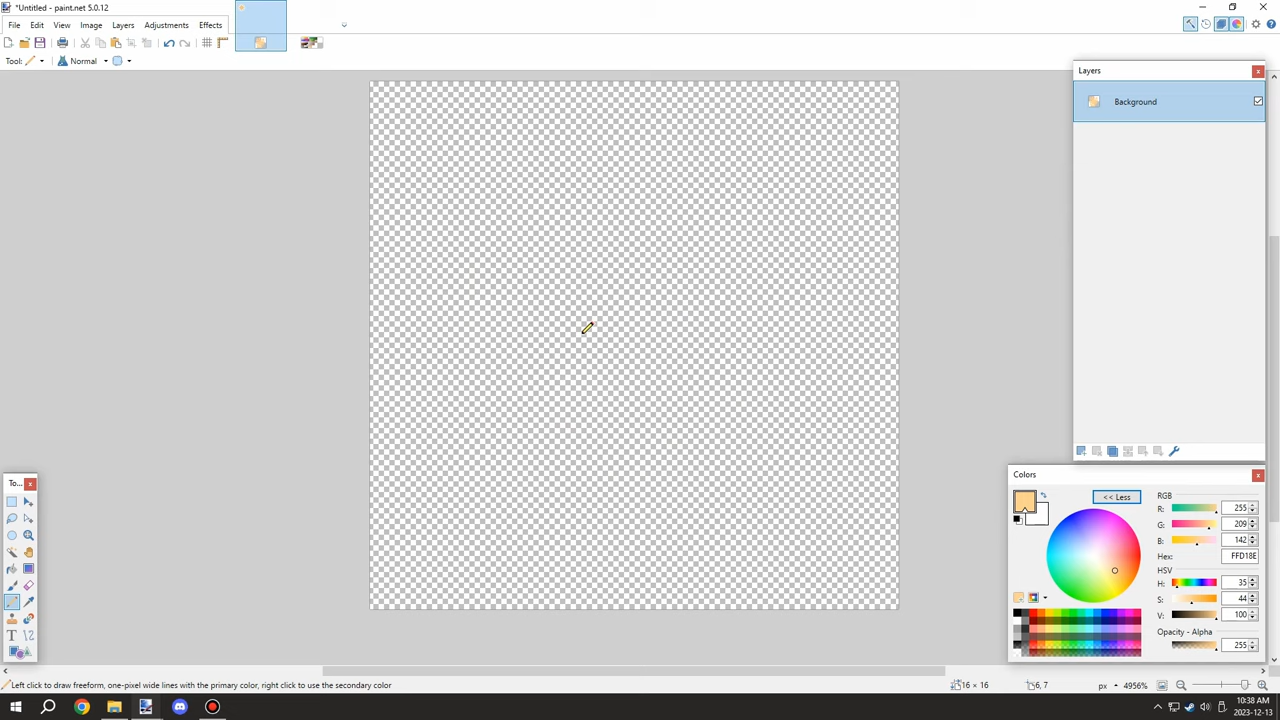 *Untitled - paint.net 5.0.12
File Edit View Image Layers Adjustments Effects
Tool: Normal
Layers
Background
To...
Colors
<< Less
RGB
R: 255
G: 209
B: 142
Hex: FFD18E
HSV
H: 35
S: 44
V: 100
Opacity - Alpha
255
Left click to draw freeform, one-pixel wide lines with the primary color, right click to use the secondary color
16 × 16
6, 7
px
4956%
10:38 AM
2023-12-13